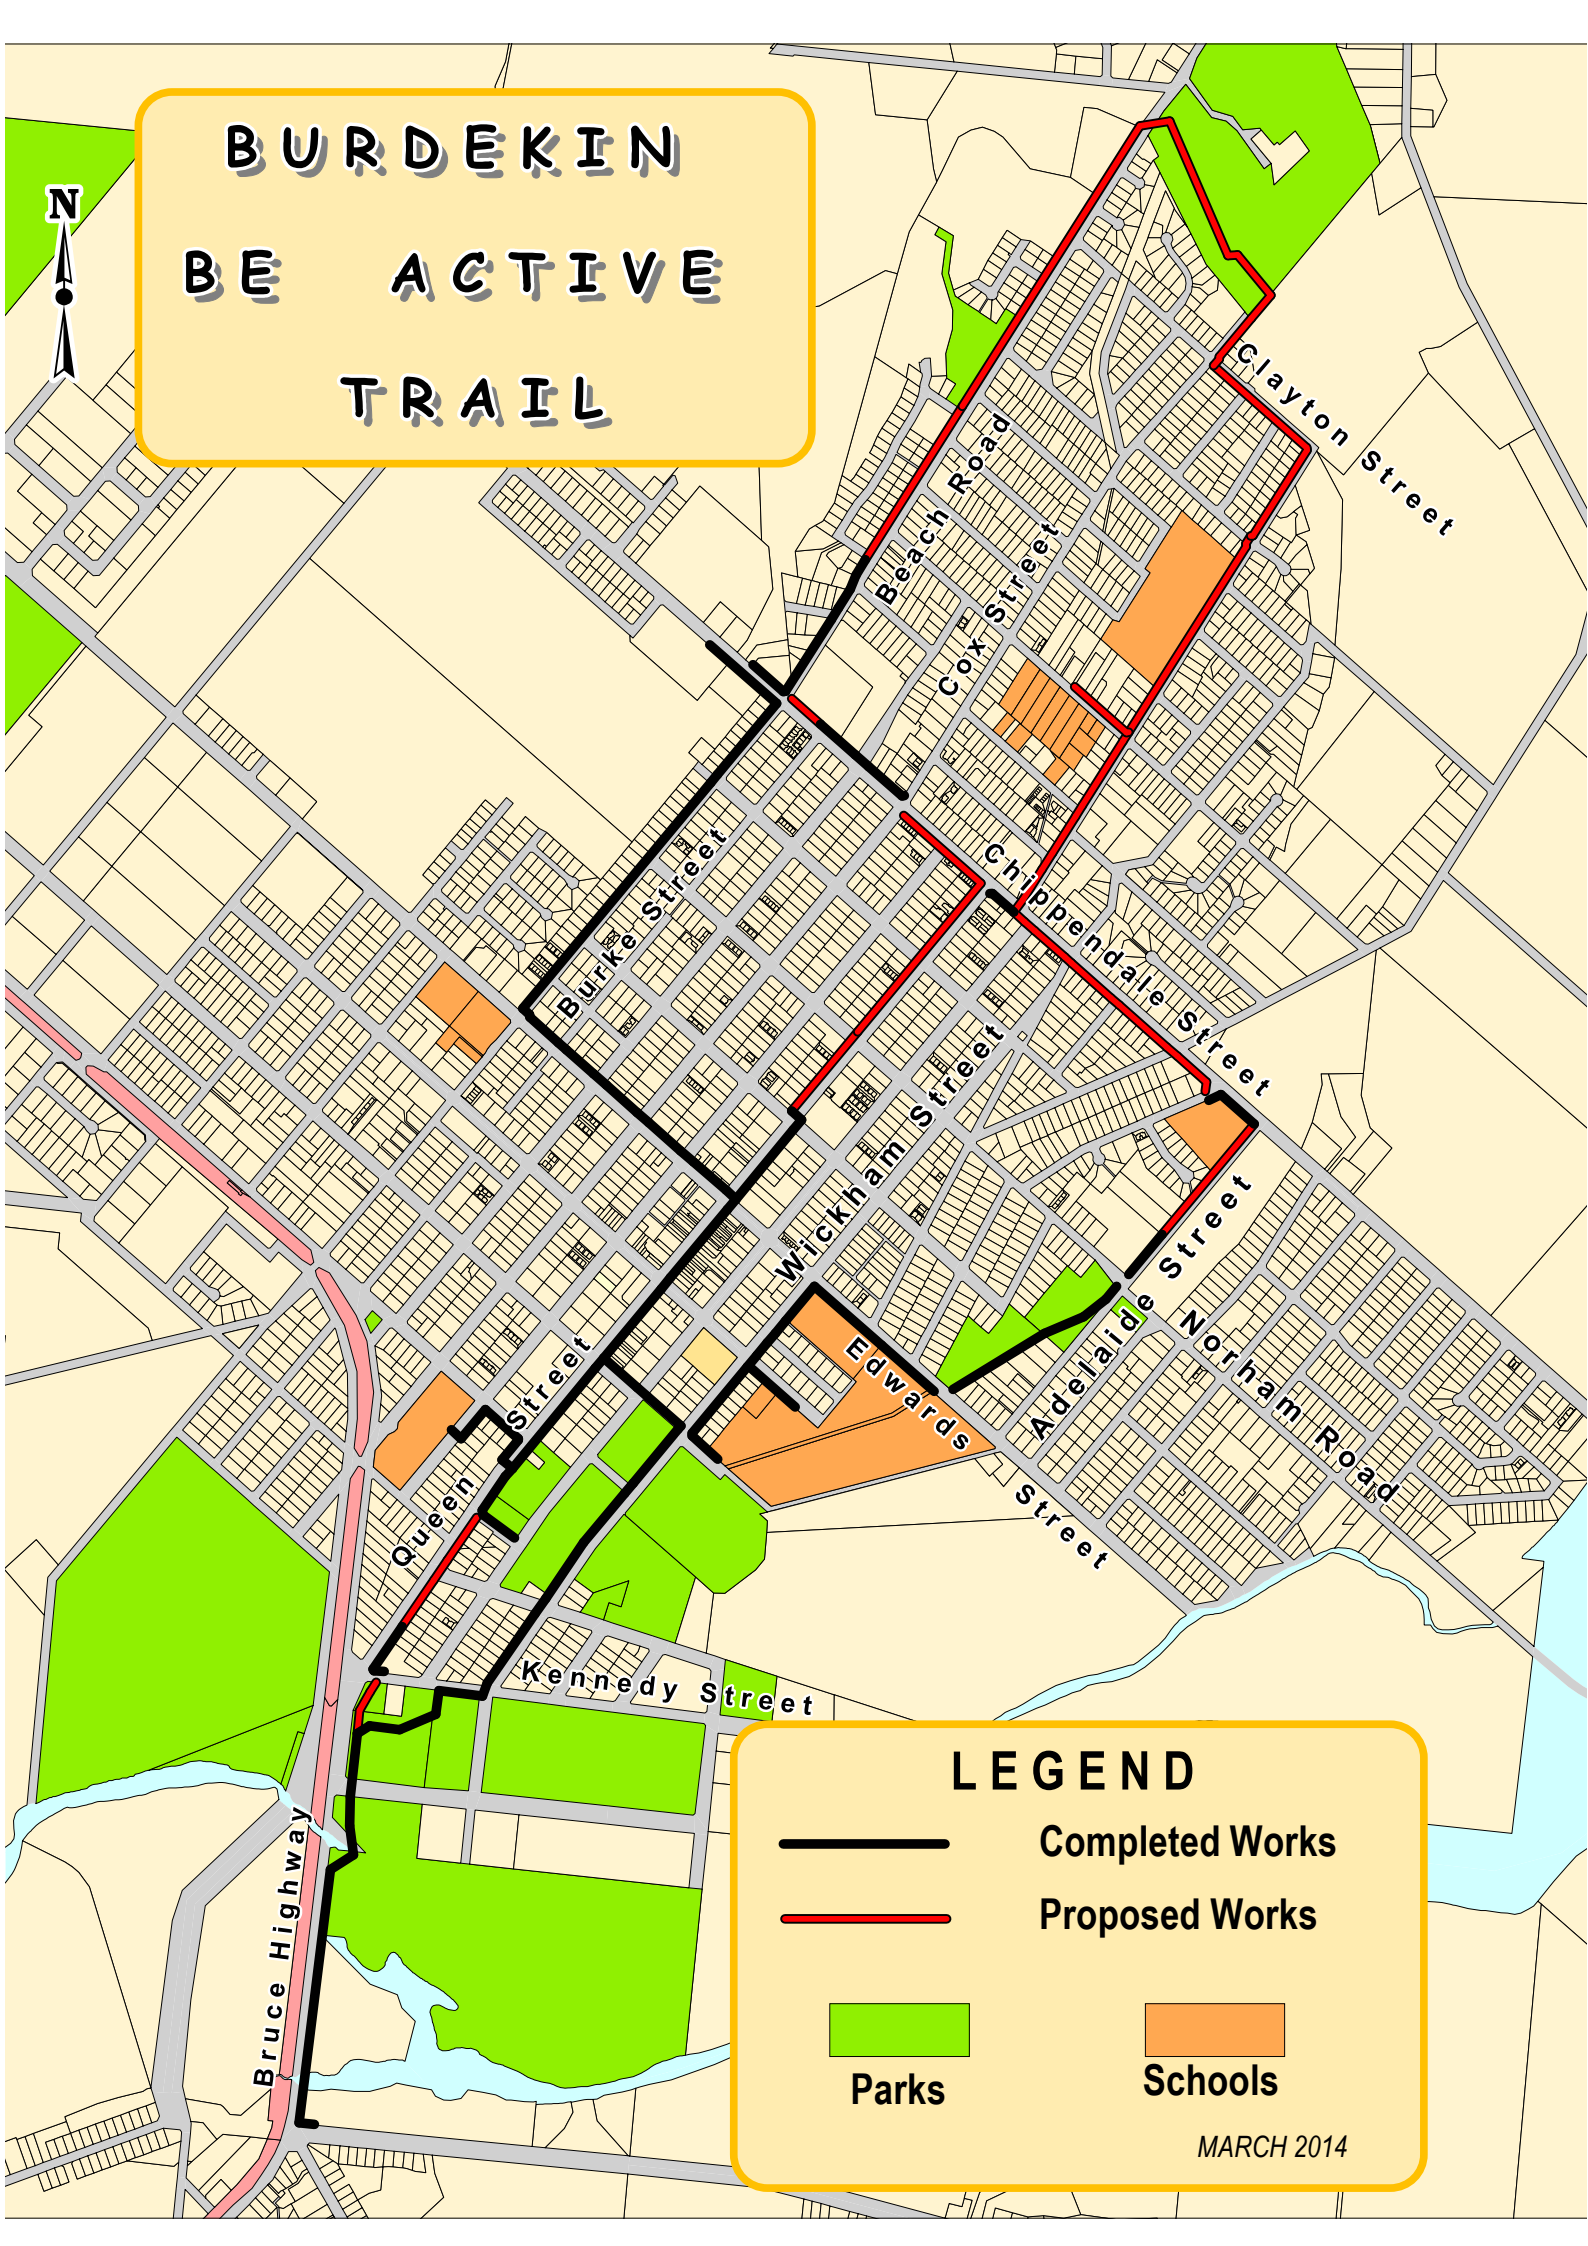 BURDEKIN
BE ACTIVE
TRAIL
N
Clayton Street
Beach Road
Cox Street
Chippendale Street
Burke Street
Wickham Street
Adelaide Street
Norham Road
Edwards Street
Queen Street
Kennedy Street
Bruce Highway
LEGEND
Completed Works
Proposed Works
Parks
Schools
MARCH 2014